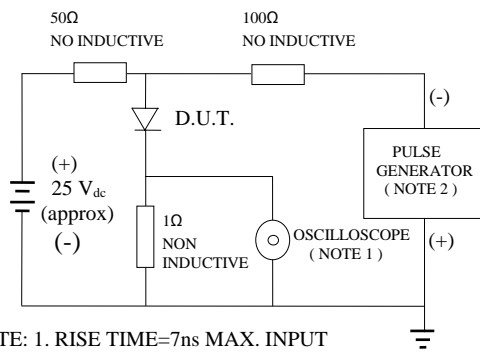 50Ω
NO INDUCTIVE
100Ω
NO INDUCTIVE
(-)
D.U.T.
PULSE
GENERATOR
( NOTE 2 )
(+)
25 Vdc
(approx)
(-)
1Ω
NON
INDUCTIVE
OSCILLOSCOPE
( NOTE 1 )
(+)
TE: 1. RISE TIME=7ns MAX. INPUT